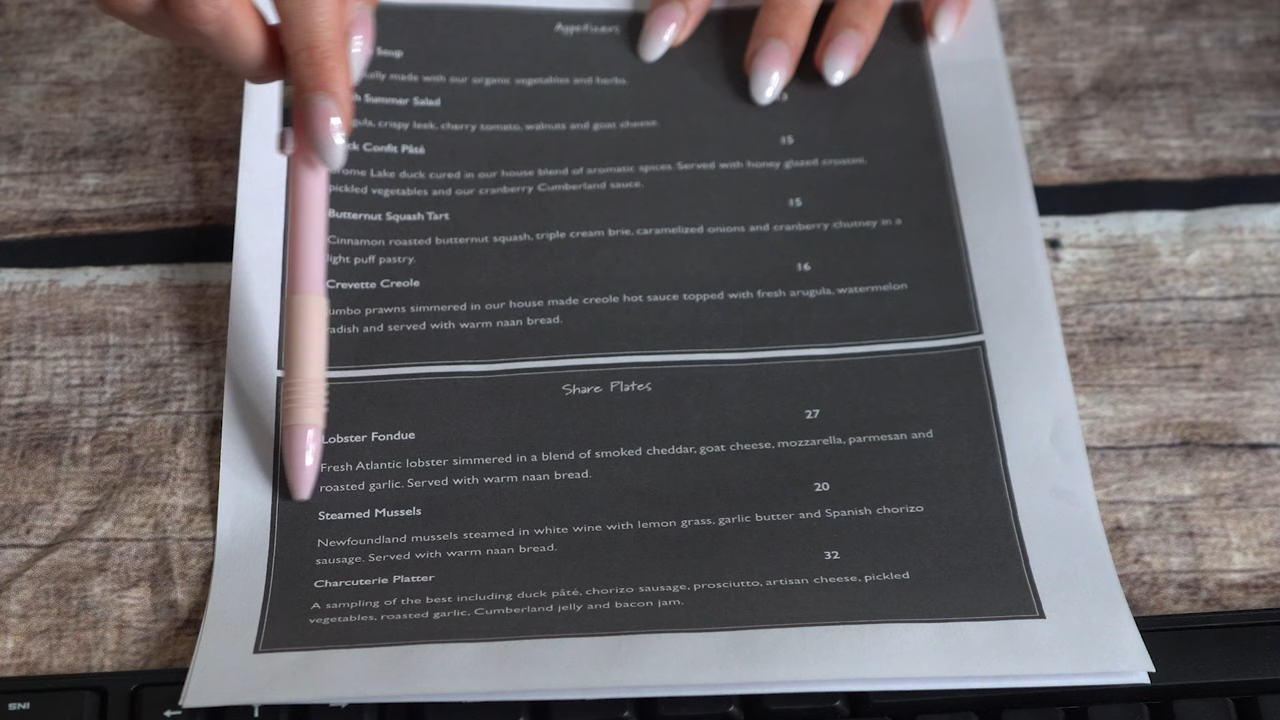 Appetizers
Soup
made with our organic vegetables and herbs.
Summer Salad
crispy leek, cherry tomato, walnuts and goat cheese.
15
Confit Pâté
Lake duck cured in our house blend of aromatic spices. Served with honey glazed crostini,
pickled vegetables and our cranberry Cumberland sauce.
15
Butternut Squash Tart
Cinnamon roasted butternut squash, triple cream brie, caramelized onions and cranberry chutney in a
light puff pastry.
16
Crevette Creole
umbo prawns simmered in our house made creole hot sauce topped with fresh arugula, watermelon
adish and served with warm naan bread.
Share Plates
27
Lobster Fondue
Fresh Atlantic lobster simmered in a blend of smoked cheddar, goat cheese, mozzarella, parmesan and
roasted garlic. Served with warm naan bread.
20
Steamed Mussels
Newfoundland mussels steamed in white wine with lemon grass, garlic butter and Spanish chorizo
sausage. Served with warm naan bread.
32
Charcuterie Platter
A sampling of the best including duck pâté, chorizo sausage, prosciutto, artisan cheese, pickled
vegetables, roasted garlic, Cumberland jelly and bacon jam.
INS